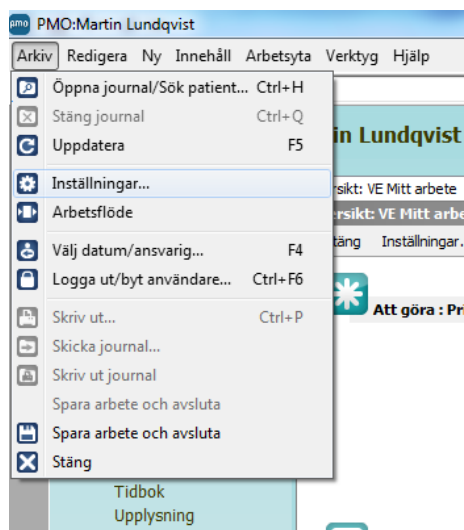 pmo PMO:Martin Lundqvist
Arkiv Redigera Ny Innehåll Arbetsyta Verktyg Hjälp
Öppna journal/Sök patient... Ctrl+H
Stäng journal Ctrl+Q
Uppdatera F5
in Lundqvist
Inställningar...
rsikt: VE Mitt arbete
Arbetsflöde
rsikt: VE Mitt arbe
Välj datum/ansvarig... F4
täng Inställningar.
Logga ut/byt användare... Ctrl+F6
Att göra : Pri
Skriv ut... Ctrl+P
Skicka journal...
Skriv ut journal
Spara arbete och avsluta
Spara arbete och avsluta
Stäng
Tidbok
Upplysning